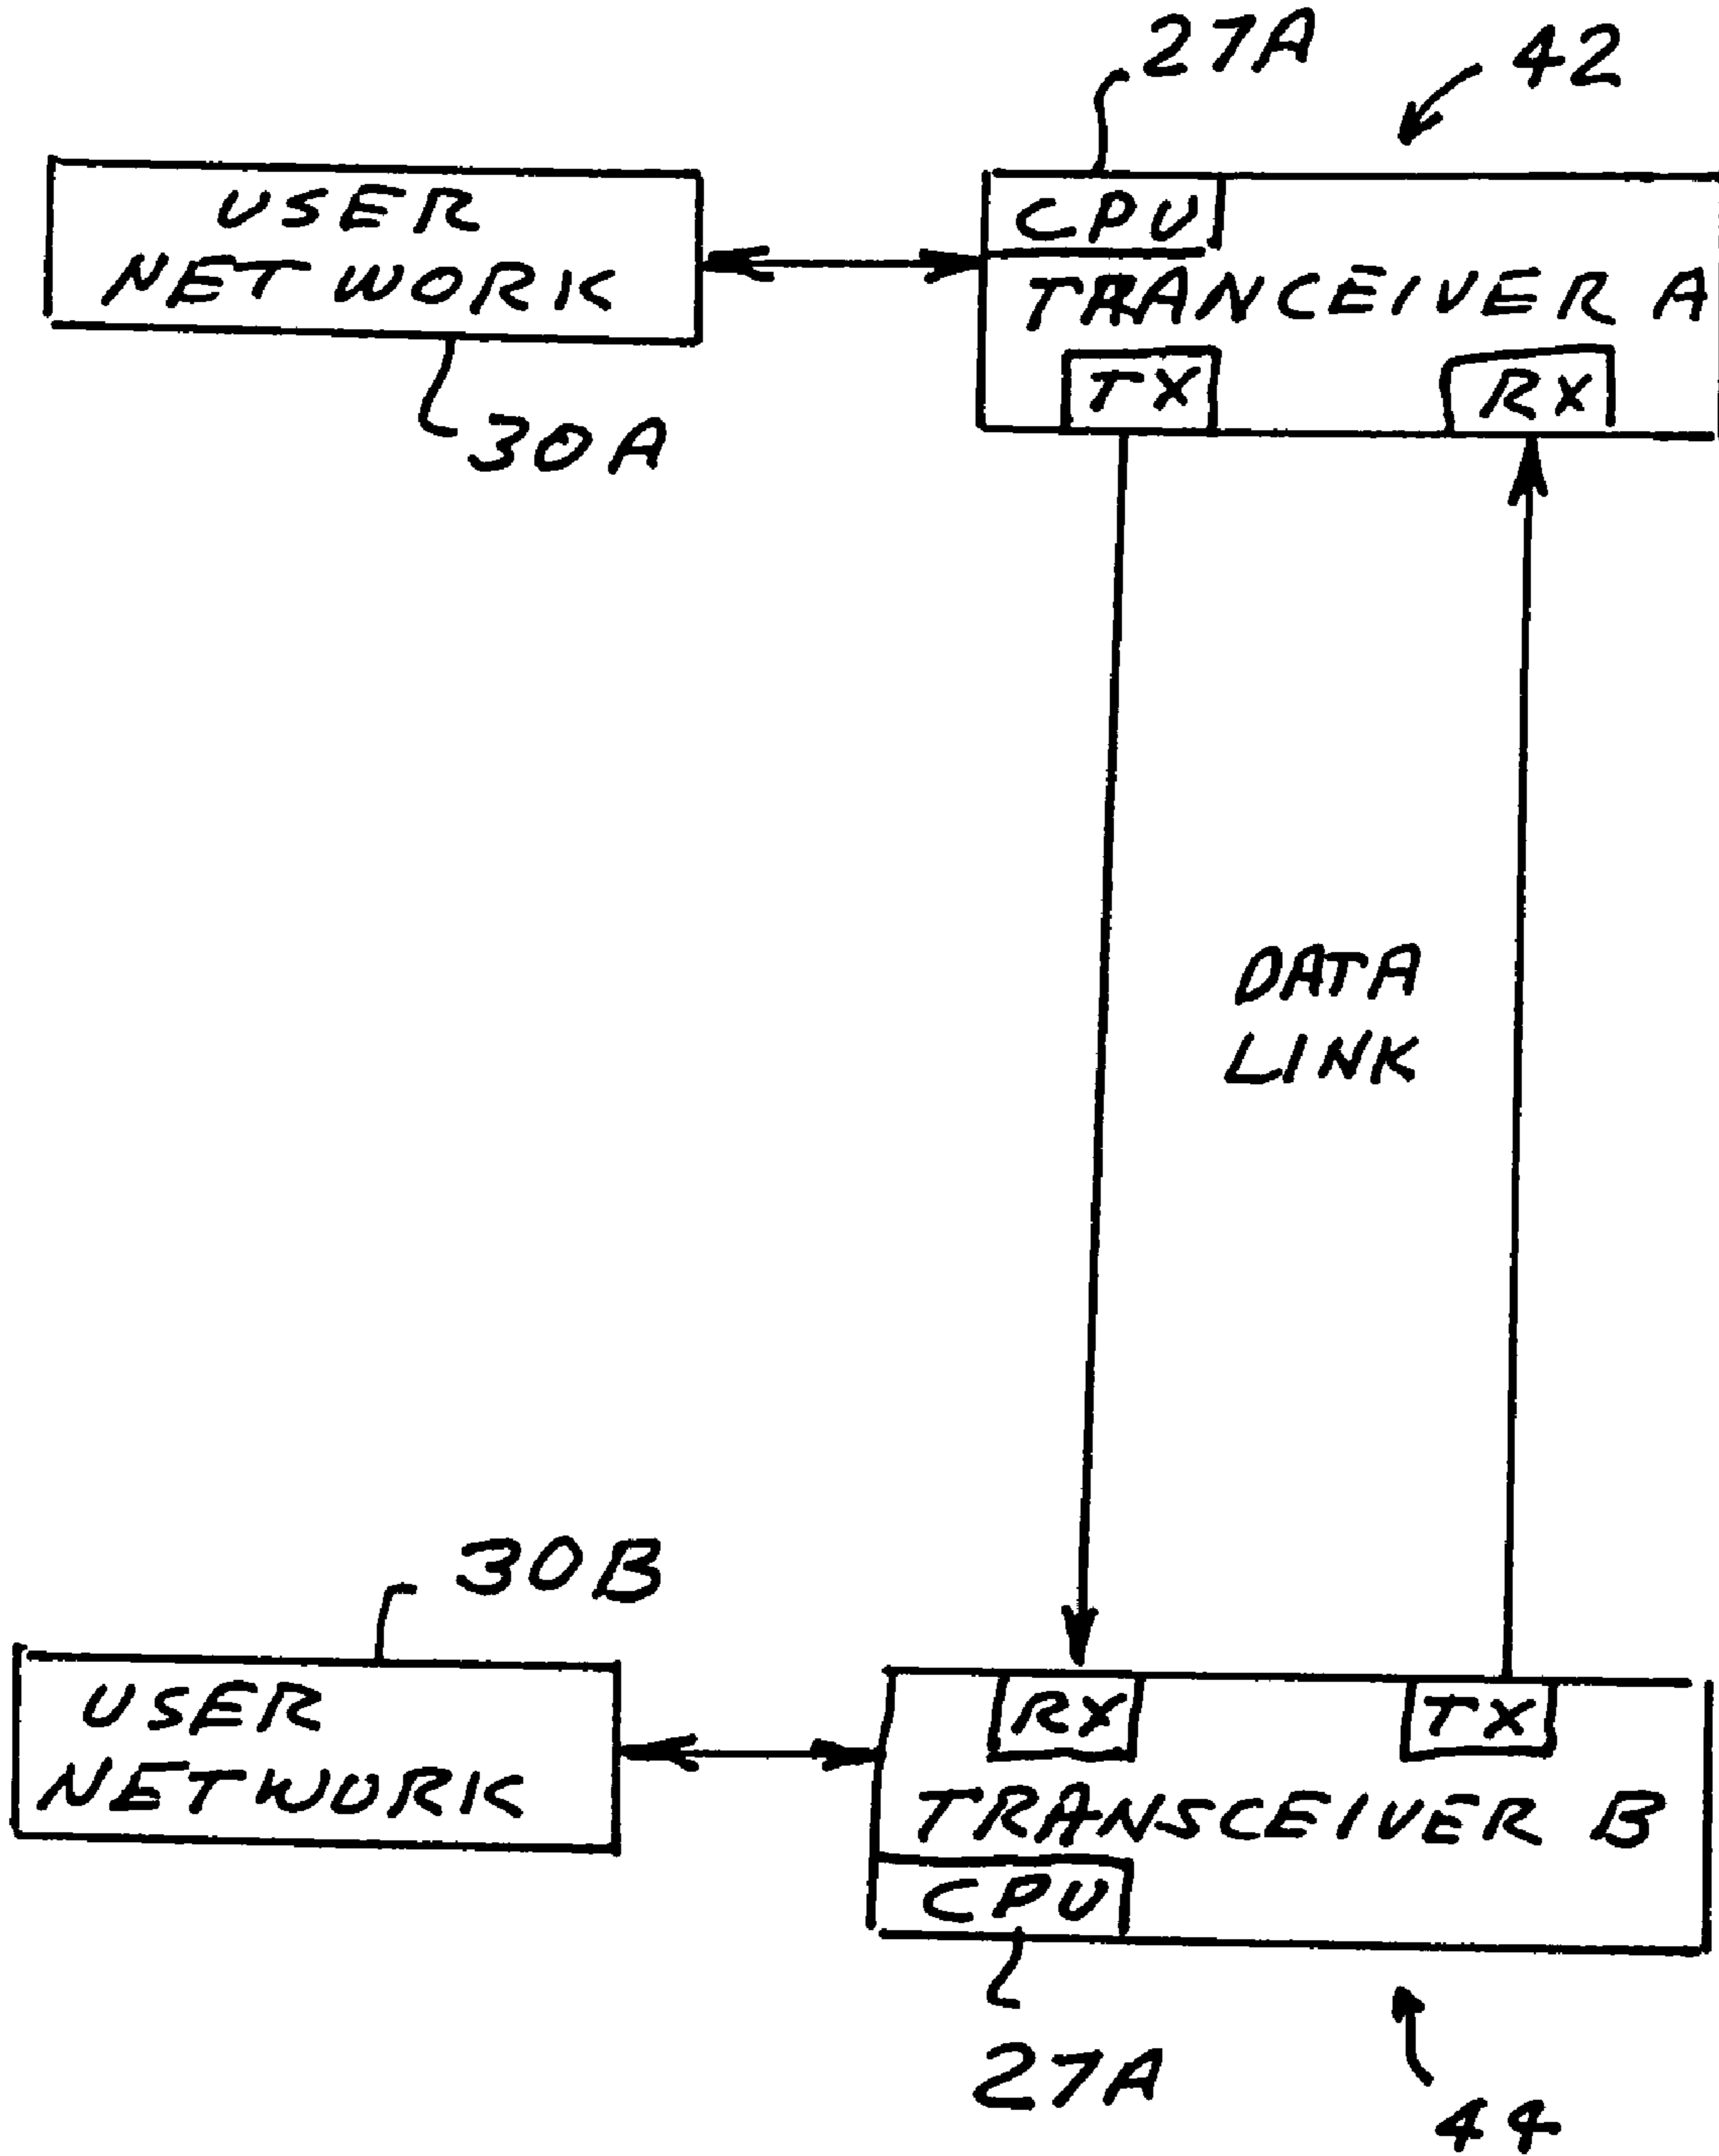 27A
42
USER
NETWORK
CPU
TRANCEIVER A
TX
RX
30A
DATA
LINK
30B
USER
NETWORK
RX
TX
TRANSCEIVER B
CPU
27A
44